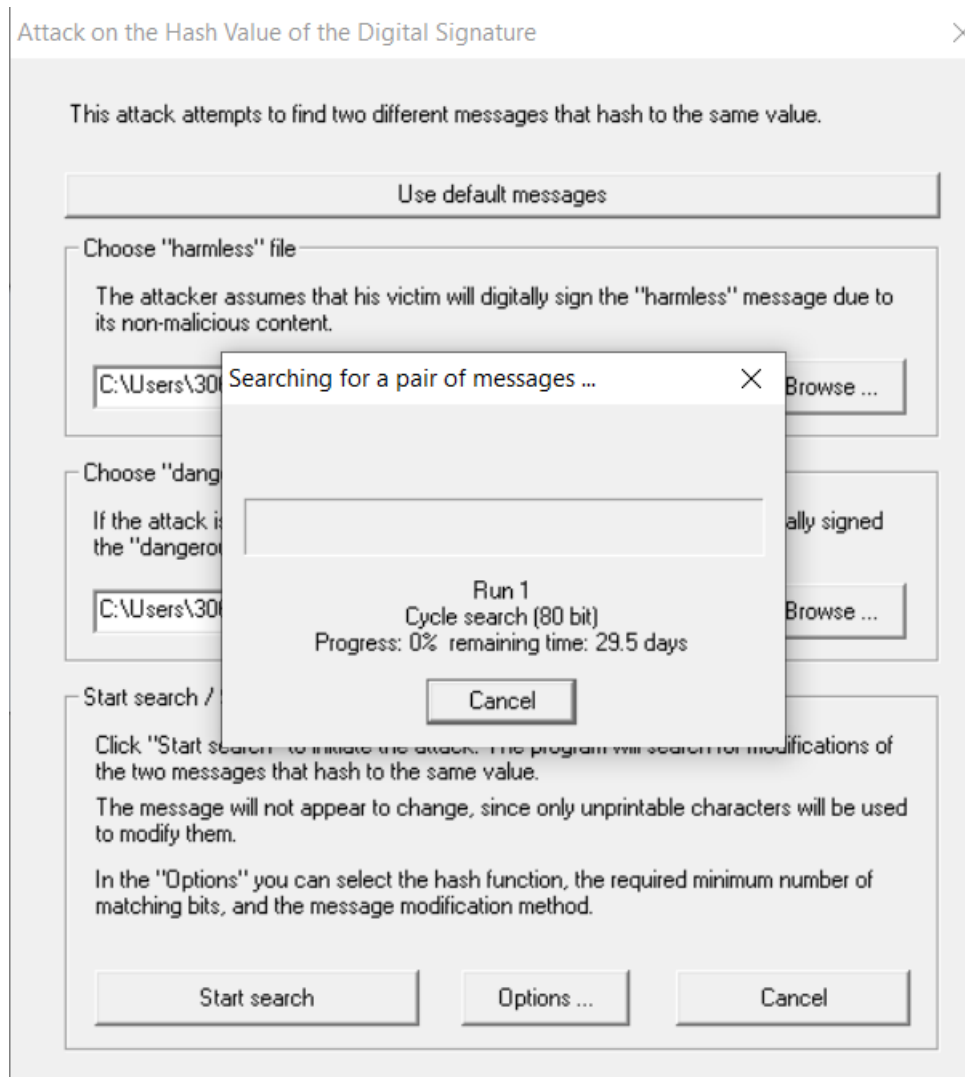 Attack on the Hash Value of the Digital Signature
This attack attempts to find two different messages that hash to the same value.
Use default messages
Choose "harmless" file
The attacker assumes that his victim will digitally sign the "harmless" message due to
its non-malicious content.
C:\Users\30
Browse ...
Searching for a pair of messages ...
Choose "dang
If the attack
ally signed
the "dangerou
C:\Users\30
Browse ...
Run 1
Cycle search (80 bit)
Progress: 0% remaining time: 29.5 days
Cancel
Start search /
Click "Start search" to initiate the attack. The program will search for modifications of
the two messages that hash to the same value.
The message will not appear to change, since only unprintable characters will be used
to modify them.
In the "Options" you can select the hash function, the required minimum number of
matching bits, and the message modification method.
Start search
Options ...
Cancel